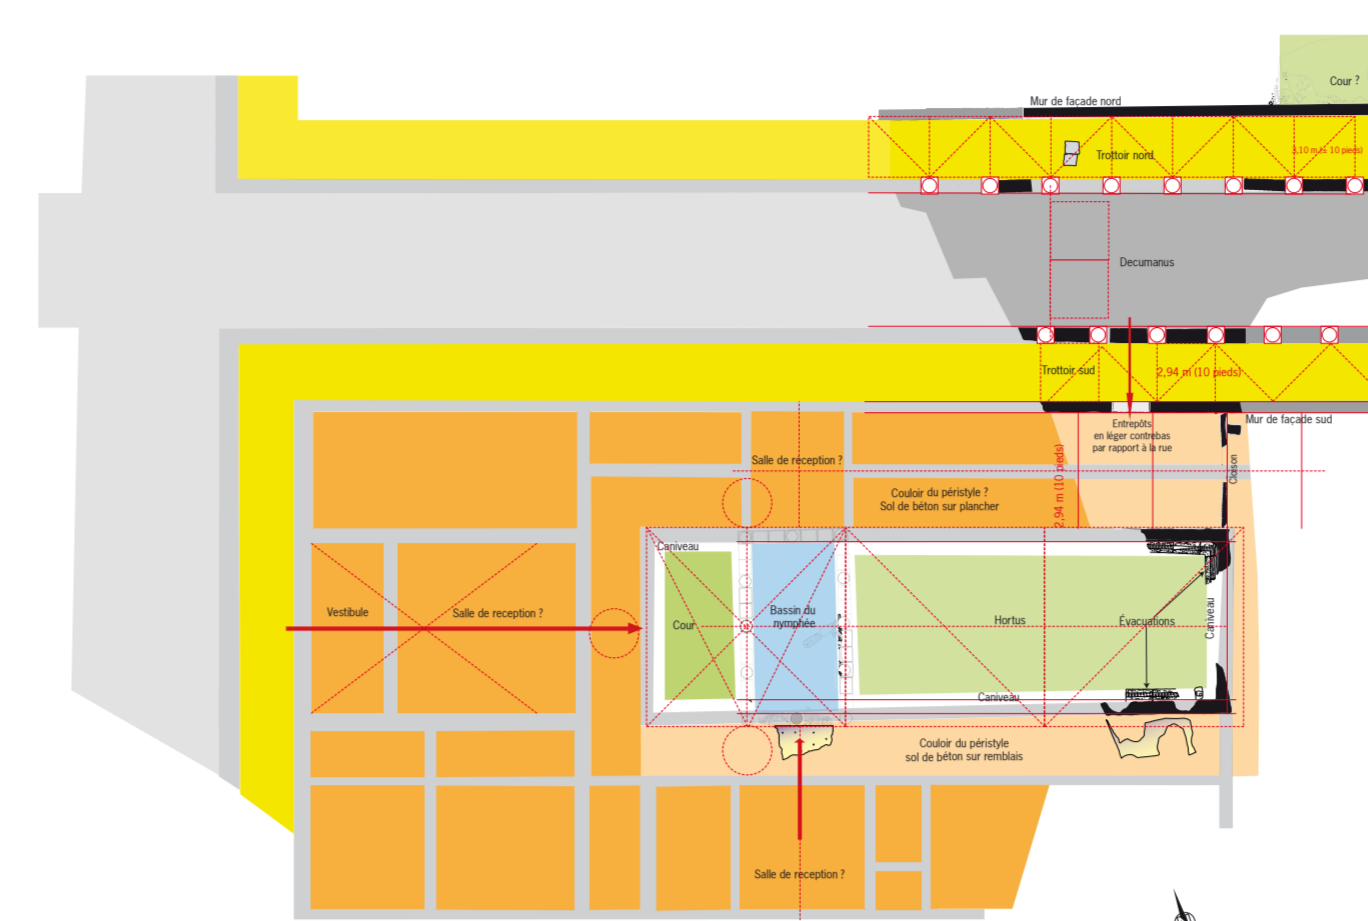 Cour ?
Mur de façade nord
Trottoir nord
3,10 m (± 10 pieds)
Decumanus
Trottoir sud
2,94 m (10 pieds)
Mur de façade sud
Entrepôts
en léger contrebas
par rapport à la rue
Cloison
Salle de réception ?
2,94 m (10 pieds)
Couloir du péristyle ?
Sol de béton sur plancher
Caniveau
Vestibule
Salle de réception ?
Cour
Bassin du
nymphée
Hortus
Évacuations
Caniveau
Caniveau
Couloir du péristyle
sol de béton sur remblais
Salle de réception ?